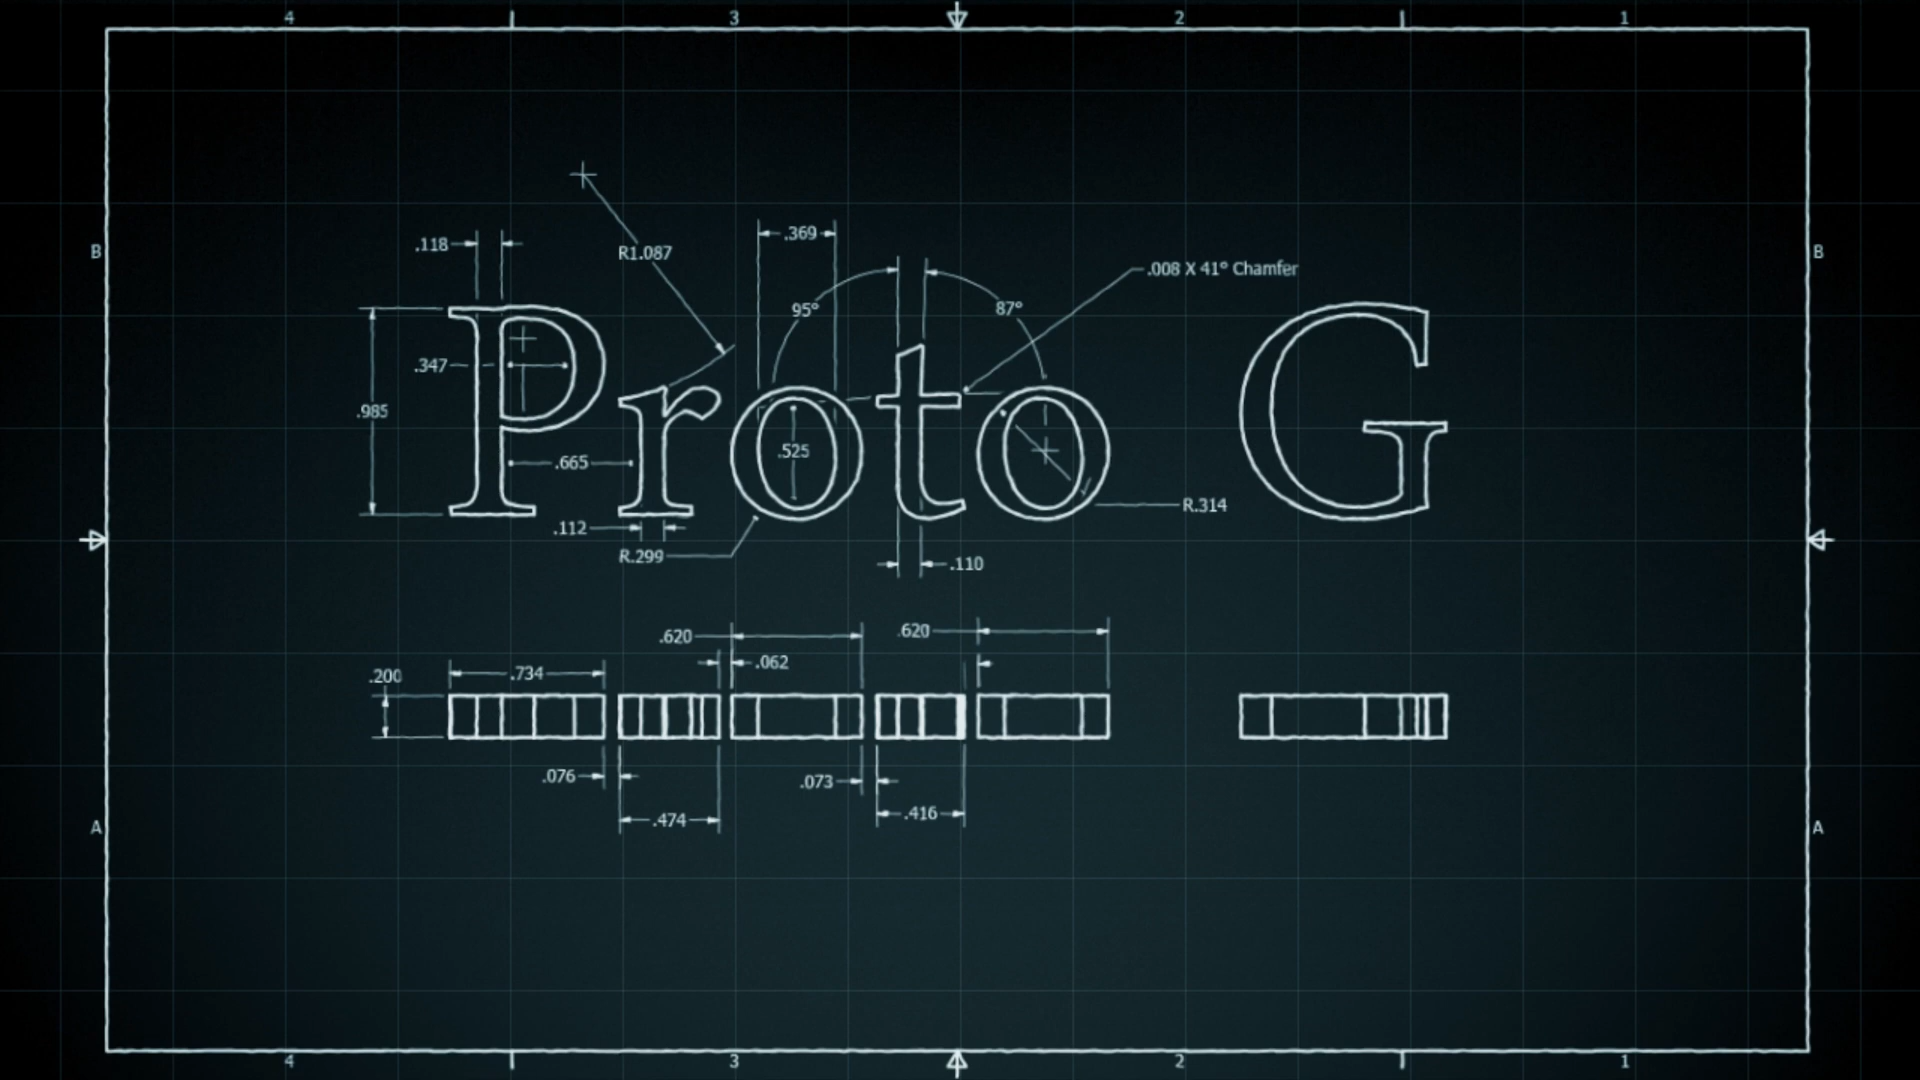 4 3 2 1
.369
.118
B R1.087 B
.008 X 41° Chamfer
95° 87°
Proto G
.347
.985
.525
.665
R.314
.112
R.299
.110
.620 .620
.062
.200 .734
.076 .073
.474 .416
A A
4 3 2 1